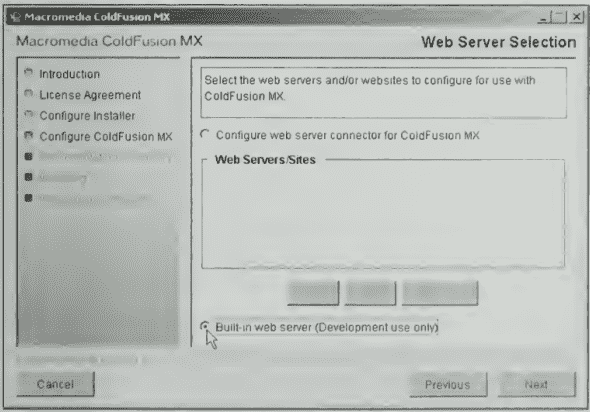 Macromedia ColdFusion MX
Macromedia ColdFusion MX
Web Server Selection
Introduction
License Agreement
Configure Installer
Configure ColdFusion MX
Select the web servers and/or websites to configure for use with
ColdFusion MX.
Configure web server connector for ColdFusion MX
Web Servers/Sites
Built-in web server (Development use only)
Cancel
Previous
Next